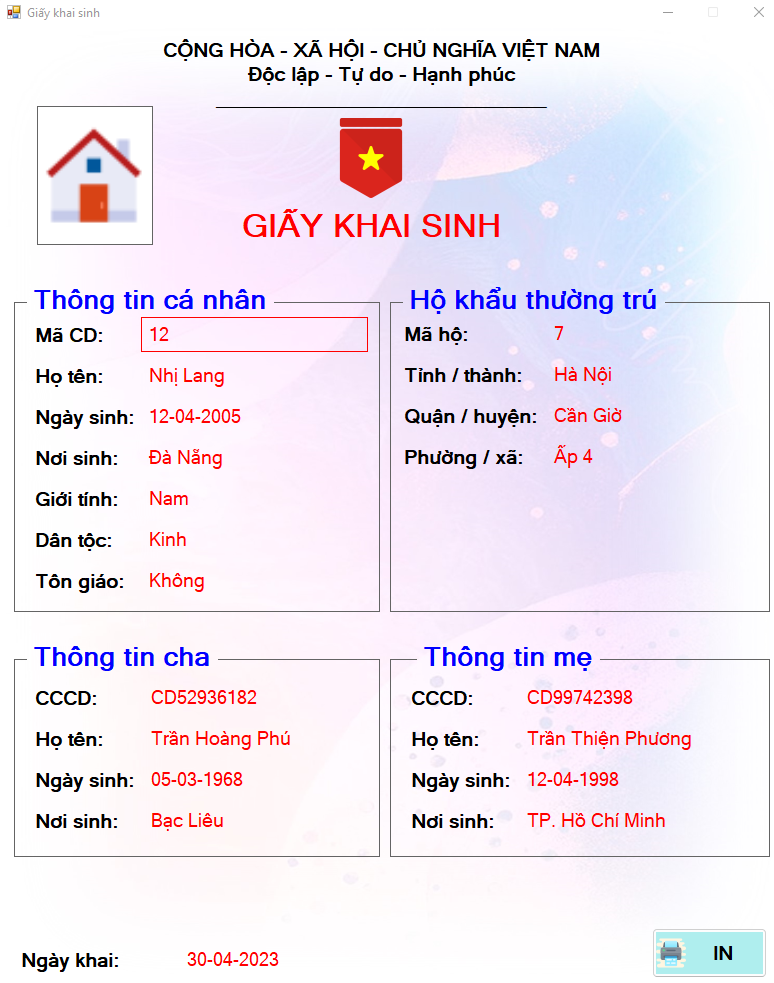 Giấy khai sinh
CỘNG HÒA - XÃ HỘI - CHỦ NGHĨA VIỆT NAM
Độc lập - Tự do - Hạnh phúc
GIẤY KHAI SINH
Thông tin cá nhân
Mã CD: 12
Họ tên: Nhị Lang
Ngày sinh: 12-04-2005
Nơi sinh: Đà Nẵng
Giới tính: Nam
Dân tộc: Kinh
Tôn giáo: Không
Hộ khẩu thường trú
Mã hộ: 7
Tỉnh / thành: Hà Nội
Quận / huyện: Cần Giờ
Phường / xã: Ấp 4
Thông tin cha
CCCD: CD52936182
Họ tên: Trần Hoàng Phú
Ngày sinh: 05-03-1968
Nơi sinh: Bạc Liêu
Thông tin mẹ
CCCD: CD99742398
Họ tên: Trần Thiện Phương
Ngày sinh: 12-04-1998
Nơi sinh: TP. Hồ Chí Minh
Ngày khai: 30-04-2023
IN